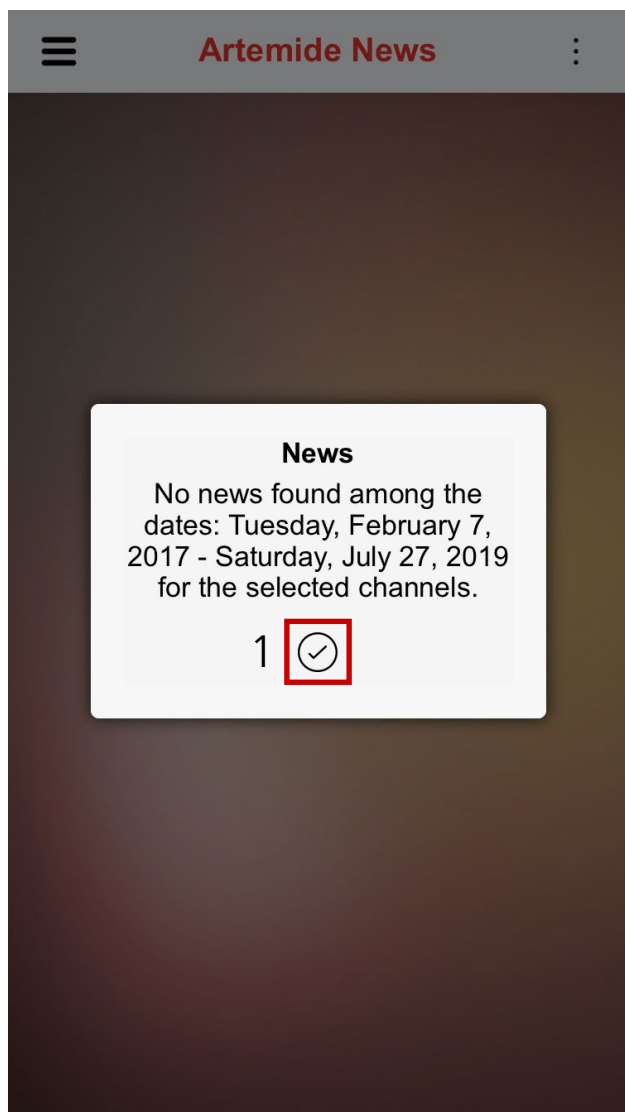 Artemide News
News
No news found among the
dates: Tuesday, February 7,
2017 - Saturday, July 27, 2019
for the selected channels.
1